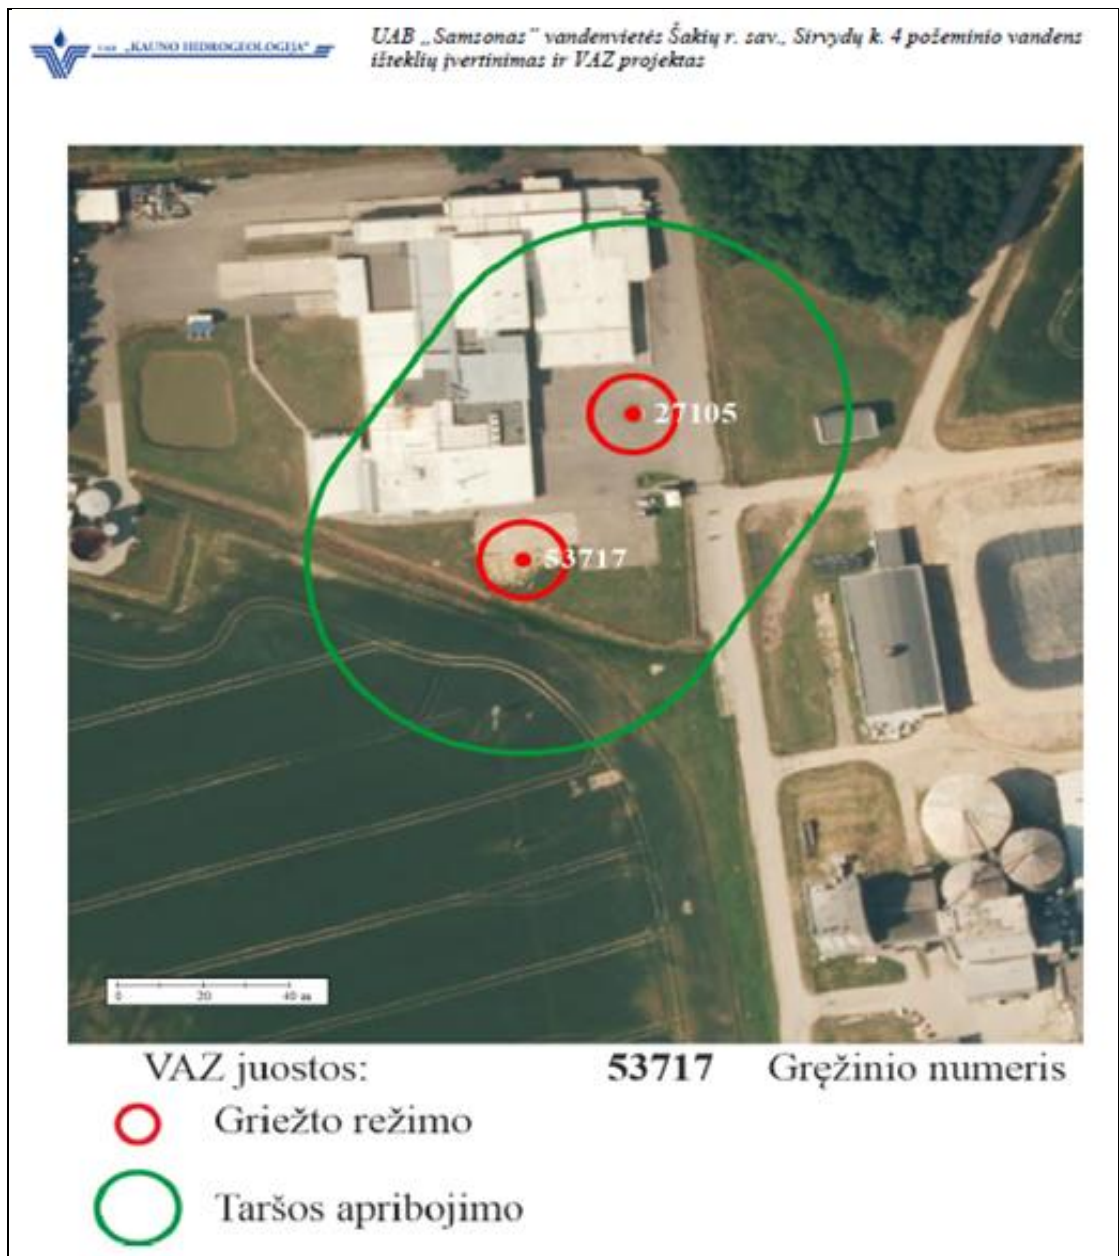 UAB „KAUNO HIDROGEOLOGIJA"
UAB „Samsonas" vandenvietės Šakių r. sav., Sirvydų k. 4 požeminio vandens
išteklių įvertinimas ir VAZ projektas
27105
53717
0 20 40 m
VAZ juostos:
53717 Gręžinio numeris
Griežto režimo
Taršos apribojimo